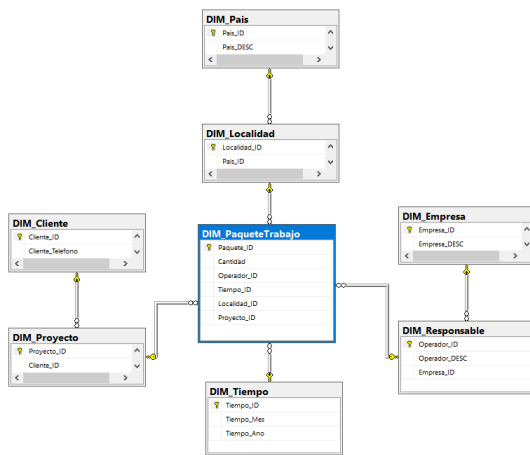 DIM_Pais
Pais_ID
Pais_DESC
DIM_Localidad
Localidad_ID
Pais_ID
DIM_Cliente
Cliente_ID
Cliente_Telefono
DIM_PaqueteTrabajo
Paquete_ID
Cantidad
Operador_ID
Tiempo_ID
Localidad_ID
Proyecto_ID
DIM_Empresa
Empresa_ID
Empresa_DESC
DIM_Proyecto
Proyecto_ID
Cliente_ID
DIM_Responsable
Operador_ID
Operador_DESC
Empresa_ID
DIM_Tiempo
Tiempo_ID
Tiempo_Mes
Tiempo_Ano